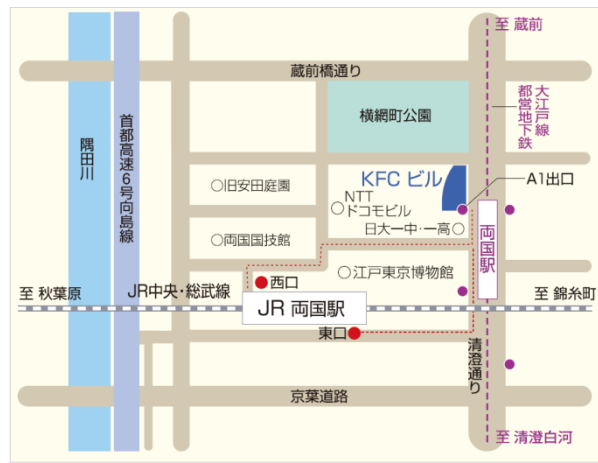 至 蔵前
蔵前橋通り
大江戸線
都営地下鉄
横網町公園
隅田川
首都高速6号向島線
KFC ビル
A1出口
○旧安田庭園
NTT
○ドコモビル
日大一中・一高○
○両国国技館
両国駅
○江戸東京博物館
西口
至 秋葉原
JR中央・総武線
JR 両国駅
至 錦糸町
東口
清澄通り
京葉道路
至 清澄白河